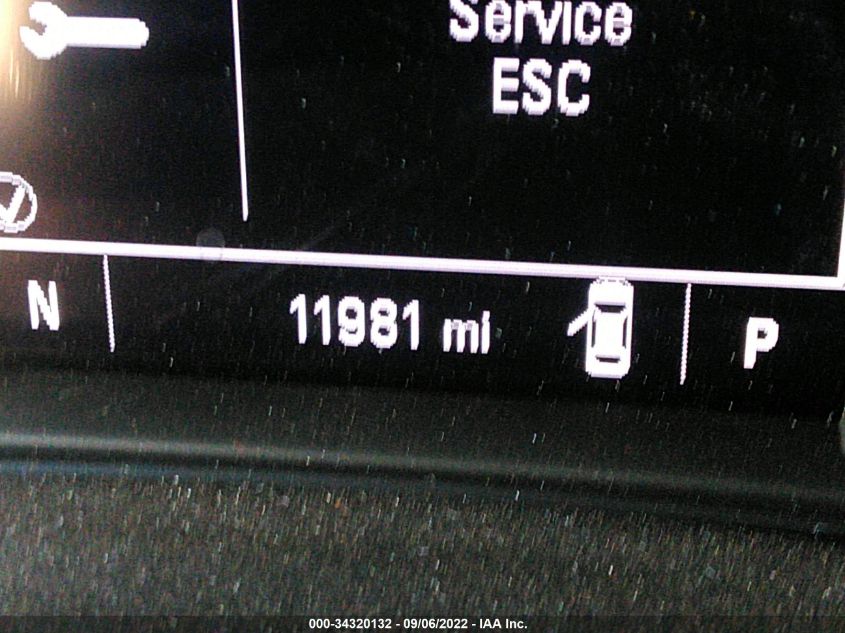 Service
ESC
N 11981 mi P
000-34320132 - 09/06/2022 - IAA Inc.